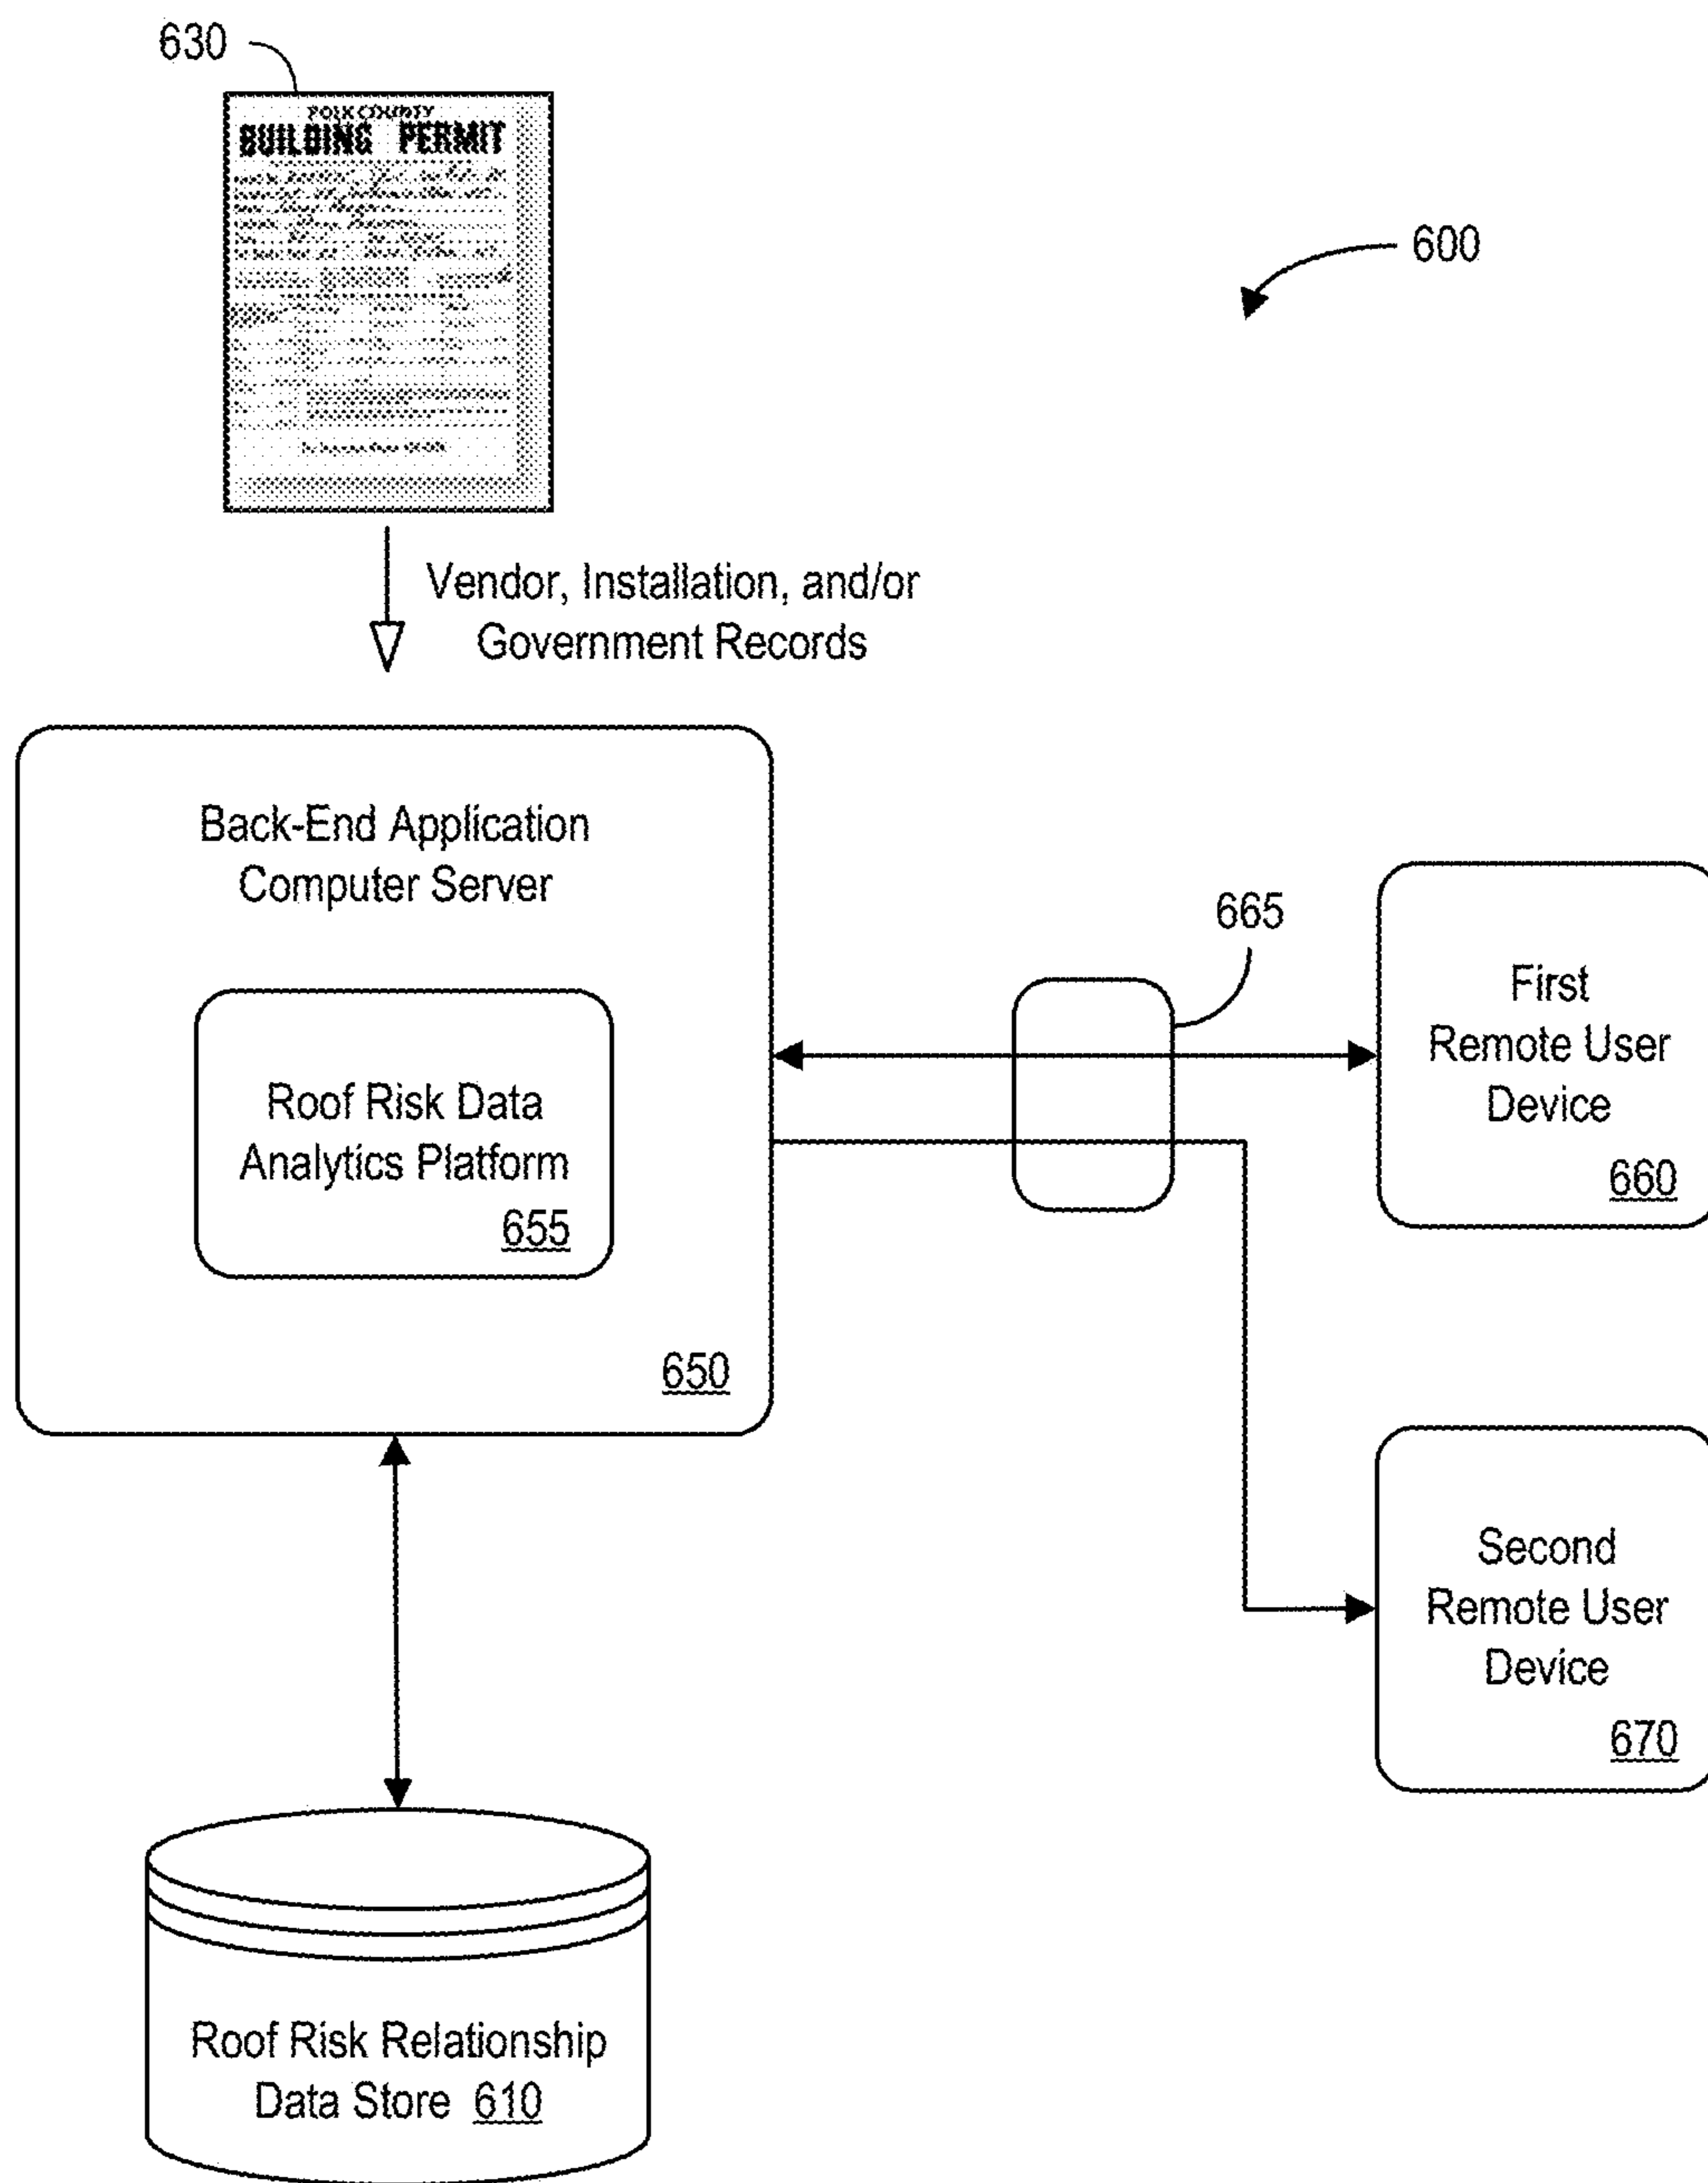 630
POLK COUNTY
BUILDING PERMIT
600
Vendor, Installation, and/or
Government Records
Back-End Application
Computer Server
665
First
Remote User
Device
660
Roof Risk Data
Analytics Platform
655
650
Second
Remote User
Device
670
Roof Risk Relationship
Data Store 610